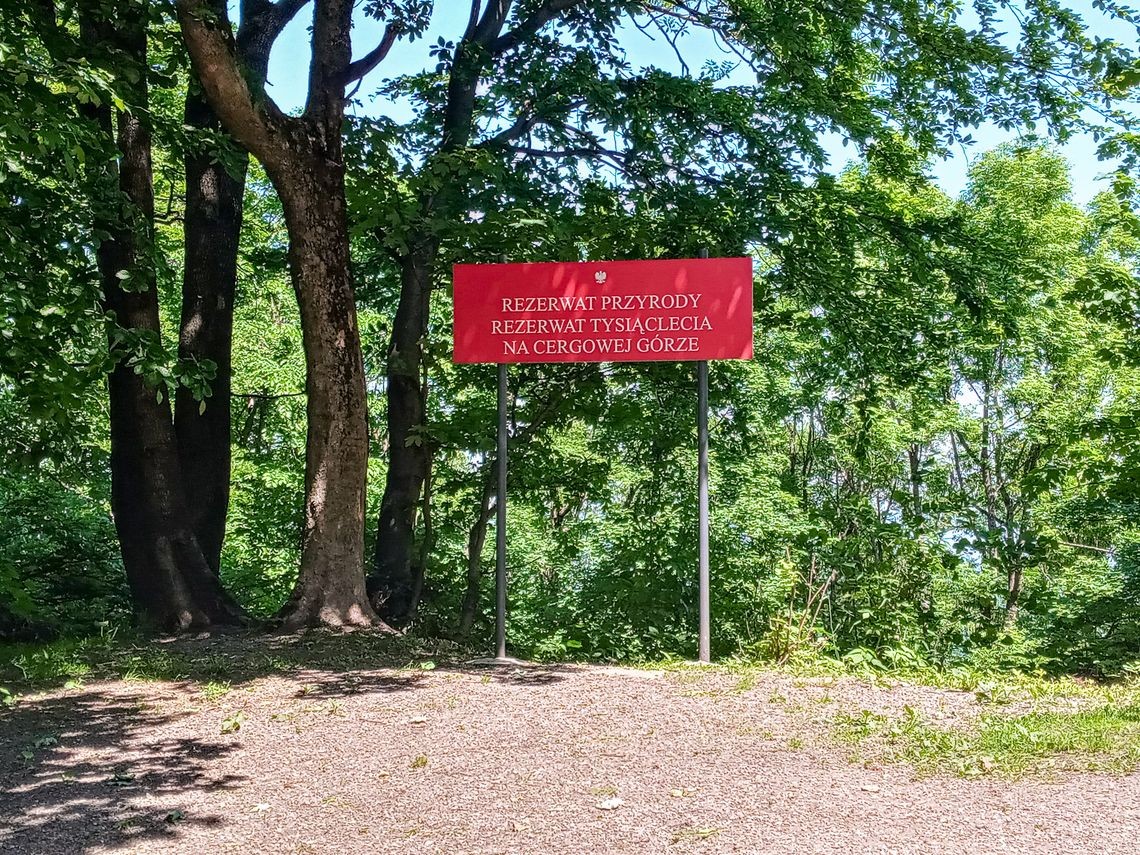 REZERWAT PRZYRODY
REZERWAT TYSIĄCLECIA
NA CERGOWEJ GÓRZE